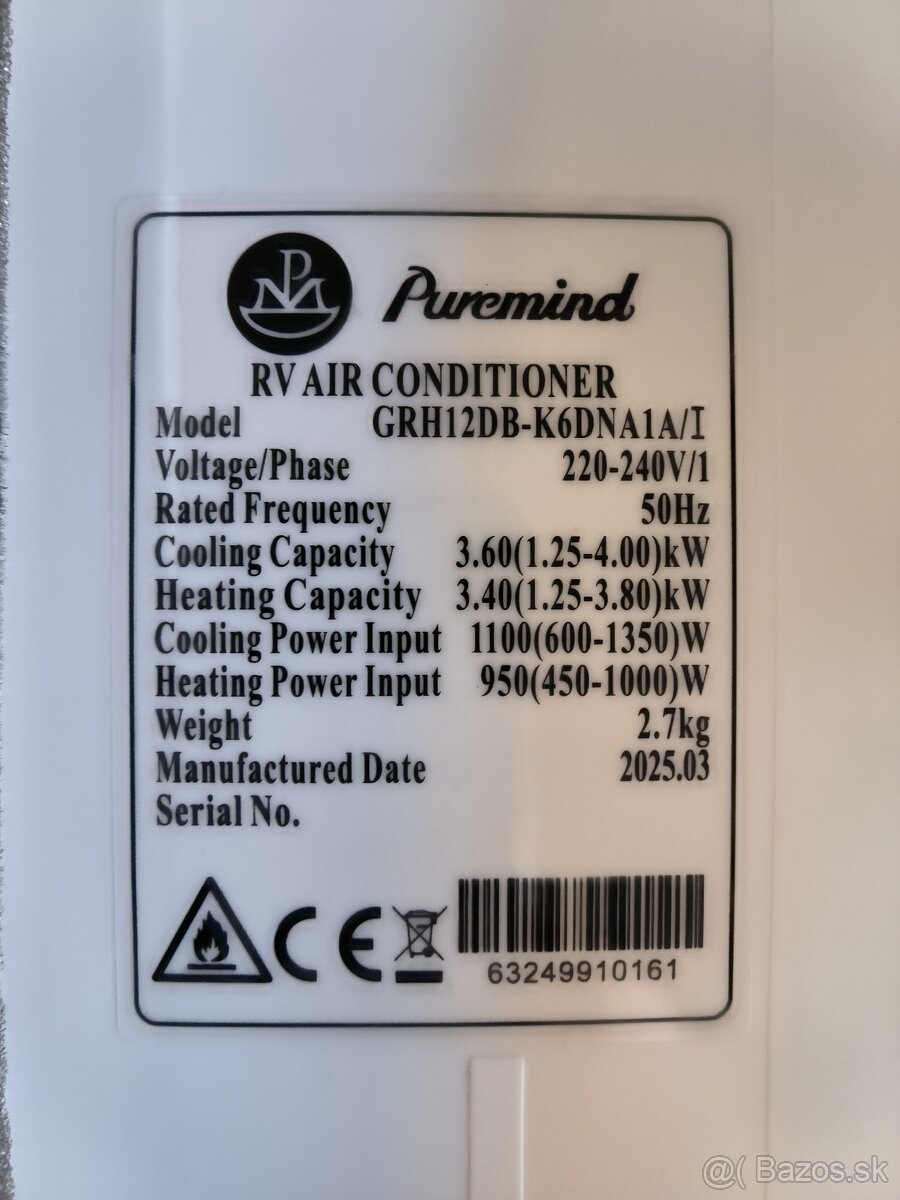 PM
Puremind
RV AIR CONDITIONER
Model GRH12DB-K6DNA1A/I
Voltage/Phase 220-240V/1
Rated Frequency 50Hz
Cooling Capacity 3.60(1.25-4.00)kW
Heating Capacity 3.40(1.25-3.80)kW
Cooling Power Input 1100(600-1350)W
Heating Power Input 950(450-1000)W
Weight 2.7kg
Manufactured Date 2025.03
Serial No.
CE
63249910161
@( Bazos.sk